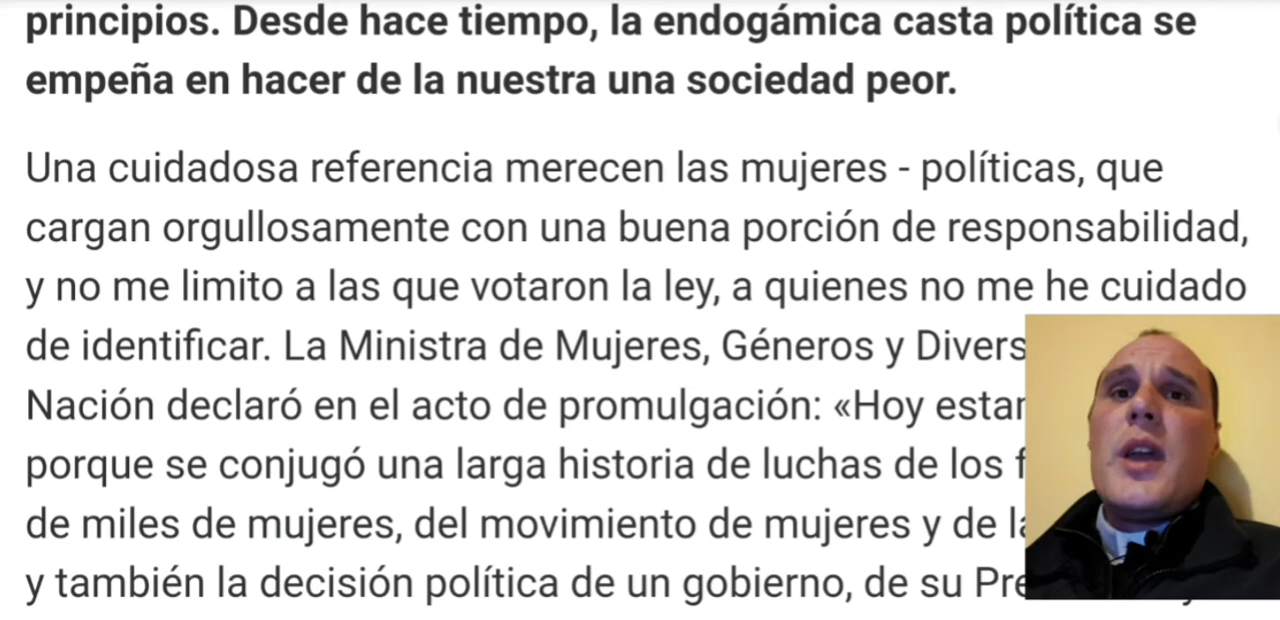 principios. Desde hace tiempo, la endogámica casta política se
empeña en hacer de la nuestra una sociedad peor.
Una cuidadosa referencia merecen las mujeres - políticas, que
cargan orgullosamente con una buena porción de responsabilidad,
y no me limito a las que votaron la ley, a quienes no me he cuidado
de identificar. La Ministra de Mujeres, Géneros y
Nación declaró en el acto de promulgación: «Hoy
porque se conjugó una larga historia de luchas de los
de miles de mujeres, del movimiento de mujeres y de
y también la decisión política de un gobierno, de su